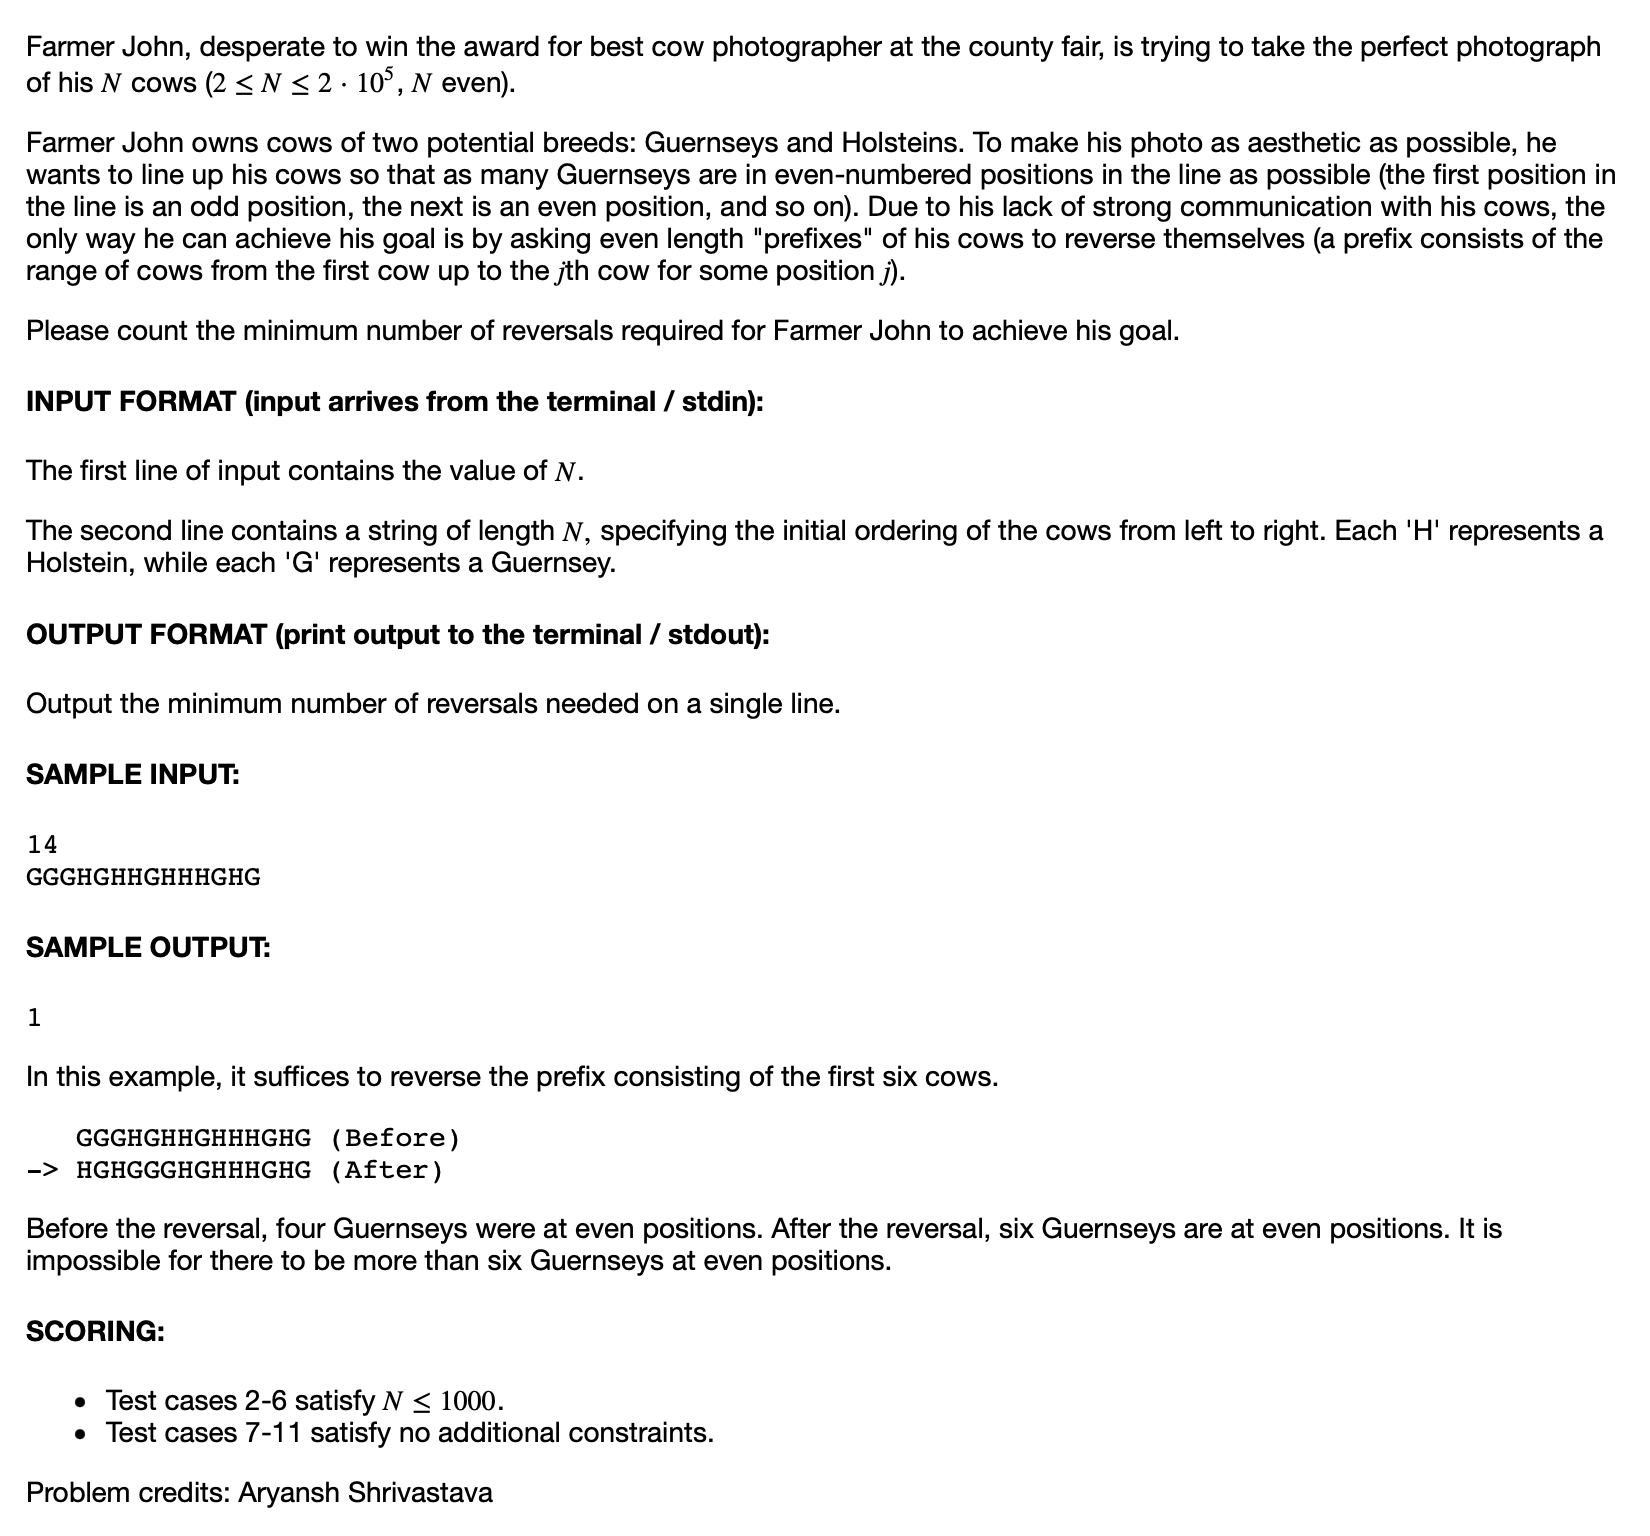 Farmer John, desperate to win the award for best cow photographer at the county fair, is trying to take the perfect photograph
of his N cows (2 ≤ N ≤ 2 · 10⁵, N even).
Farmer John owns cows of two potential breeds: Guernseys and Holsteins. To make his photo as aesthetic as possible, he
wants to line up his cows so that as many Guernseys are in even-numbered positions in the line as possible (the first position in
the line is an odd position, the next is an even position, and so on). Due to his lack of strong communication with his cows, the
only way he can achieve his goal is by asking even length "prefixes" of his cows to reverse themselves (a prefix consists of the
range of cows from the first cow up to the jth cow for some position j).
Please count the minimum number of reversals required for Farmer John to achieve his goal.
INPUT FORMAT (input arrives from the terminal / stdin):
The first line of input contains the value of N.
The second line contains a string of length N, specifying the initial ordering of the cows from left to right. Each 'H' represents a
Holstein, while each 'G' represents a Guernsey.
OUTPUT FORMAT (print output to the terminal / stdout):
Output the minimum number of reversals needed on a single line.
SAMPLE INPUT:
14
GGGHGHHGHHHGHG
SAMPLE OUTPUT:
1
In this example, it suffices to reverse the prefix consisting of the first six cows.
GGGHGHHGHHHGHG (Before)
-> HGHGGGHGHHHGHG (After)
Before the reversal, four Guernseys were at even positions. After the reversal, six Guernseys are at even positions. It is
impossible for there to be more than six Guernseys at even positions.
SCORING:
• Test cases 2-6 satisfy N ≤ 1000.
• Test cases 7-11 satisfy no additional constraints.
Problem credits: Aryansh Shrivastava